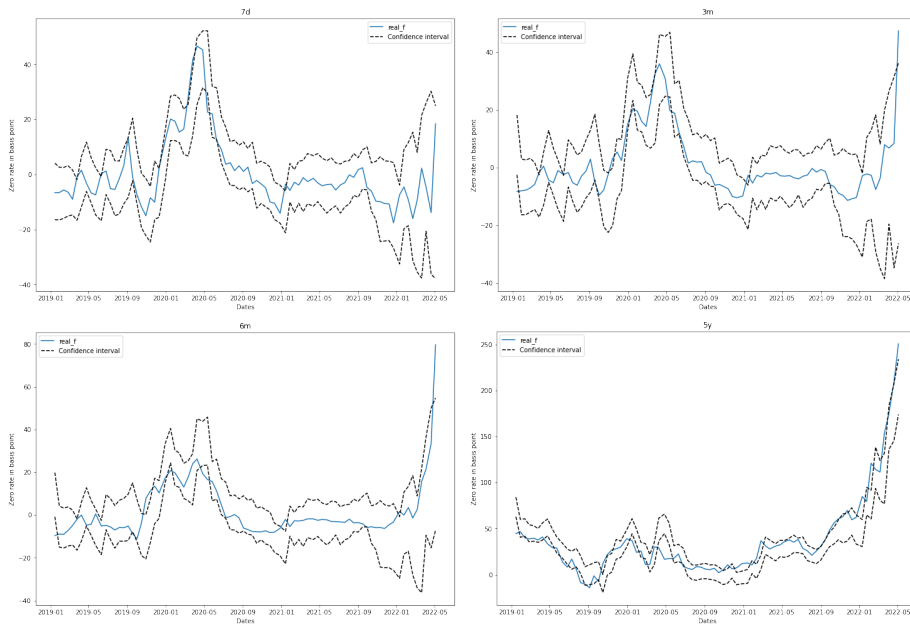 7d
real_f
Confidence interval
Zero rate in basis point
40
20
0
−20
−40
2019-01 2019-05 2019-09 2020-01 2020-05 2020-09 2021-01 2021-05 2021-09 2022-01 2022-05
Dates
3m
real_f
Confidence interval
Zero rate in basis point
40
20
0
−20
−40
2019-01 2019-05 2019-09 2020-01 2020-05 2020-09 2021-01 2021-05 2021-09 2022-01 2022-05
Dates
6m
real_f
Confidence interval
Zero rate in basis point
80
60
40
20
0
−20
−40
2019-01 2019-05 2019-09 2020-01 2020-05 2020-09 2021-01 2021-05 2021-09 2022-01 2022-05
Dates
5y
real_f
Confidence interval
Zero rate in basis point
250
200
150
100
50
0
2019-01 2019-05 2019-09 2020-01 2020-05 2020-09 2021-01 2021-05 2021-09 2022-01 2022-05
Dates